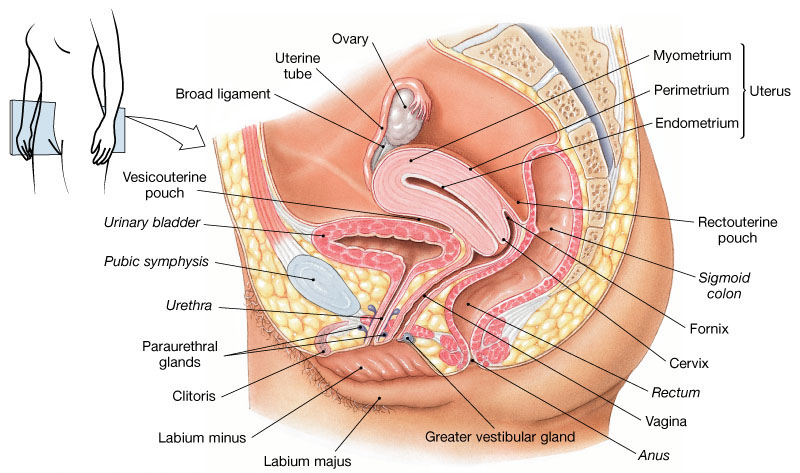 Ovary
Uterine
tube
Broad ligament
Vesicouterine
pouch
Urinary bladder
Pubic symphysis
Urethra
Paraurethral
glands
Clitoris
Labium minus
Labium majus
Myometrium
Perimetrium
Endometrium
Uterus
Rectouterine
pouch
Sigmoid
colon
Fornix
Cervix
Rectum
Vagina
Anus
Greater vestibular gland